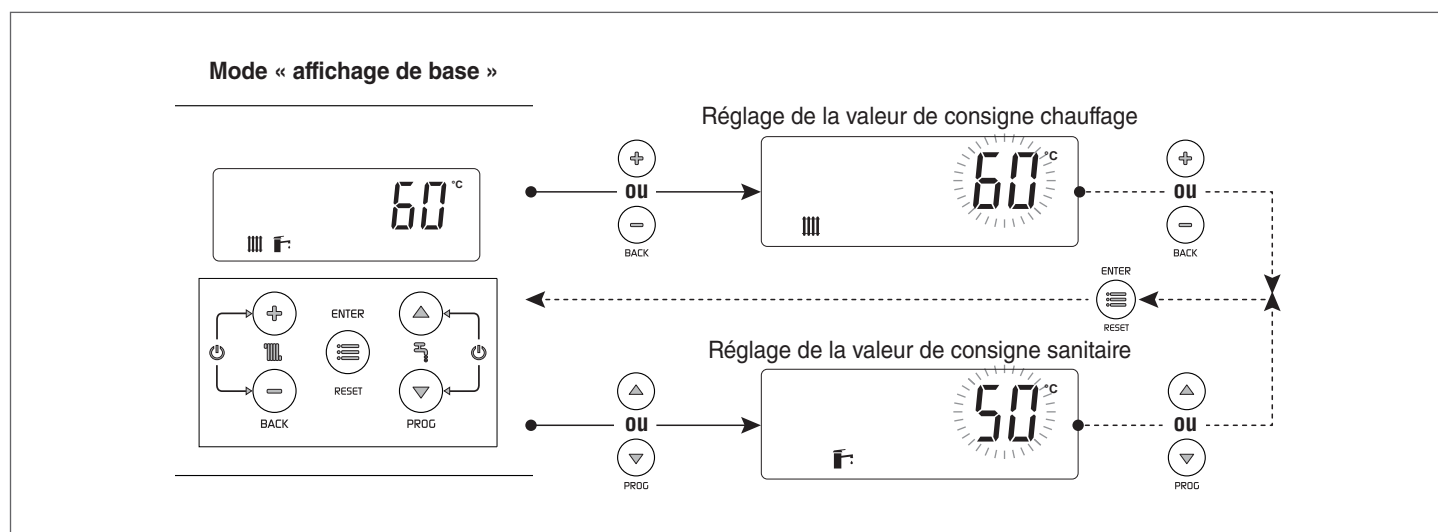 Mode « affichage de base »
60 °C
ENTER
RESET
BACK
PROG
Réglage de la valeur de consigne chauffage
ou
BACK
60 °C
ou
BACK
ENTER
RESET
Réglage de la valeur de consigne sanitaire
ou
PROG
50 °C
ou
PROG